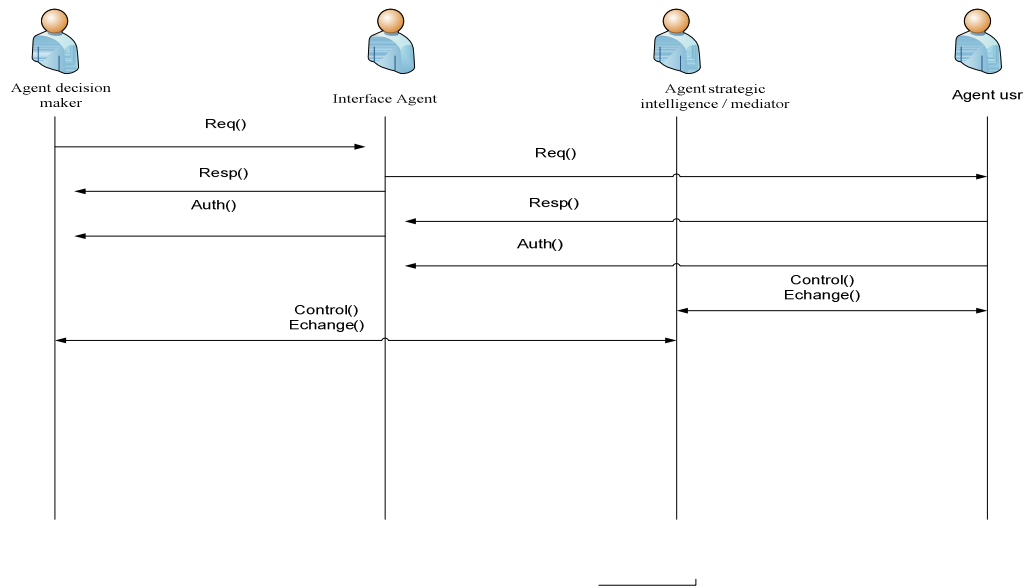 Agent decision
maker
Interface Agent
Agent strategic
intelligence / mediator
Agent usr
Req()
Req()
Resp()
Resp()
Auth()
Auth()
Control()
Echange()
Control()
Echange()